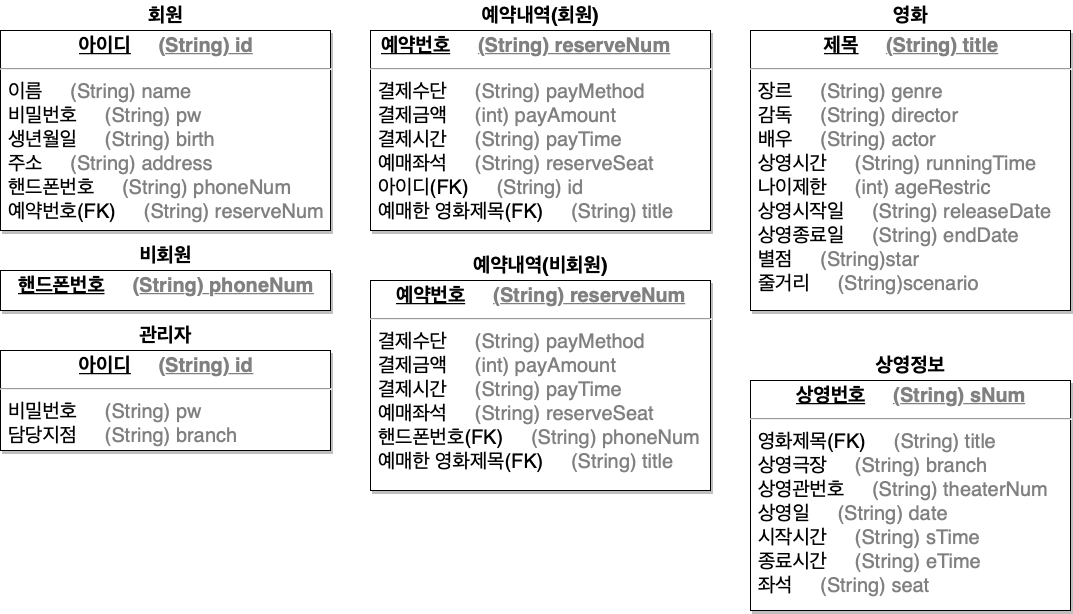 회원
아이디 (String) id
이름 (String) name
비밀번호 (String) pw
생년월일 (String) birth
주소 (String) address
핸드폰번호 (String) phoneNum
예약번호(FK) (String) reserveNum
비회원
핸드폰번호 (String) phoneNum
관리자
아이디 (String) id
비밀번호 (String) pw
담당지점 (String) branch
예약내역(회원)
예약번호 (String) reserveNum
결제수단 (String) payMethod
결제금액 (int) payAmount
결제시간 (String) payTime
예매좌석 (String) reserveSeat
아이디(FK) (String) id
예매한 영화제목(FK) (String) title
예약내역(비회원)
예약번호 (String) reserveNum
결제수단 (String) payMethod
결제금액 (int) payAmount
결제시간 (String) payTime
예매좌석 (String) reserveSeat
핸드폰번호(FK) (String) phoneNum
예매한 영화제목(FK) (String) title
영화
제목 (String) title
장르 (String) genre
감독 (String) director
배우 (String) actor
상영시간 (String) runningTime
나이제한 (int) ageRestric
상영시작일 (String) releaseDate
상영종료일 (String) endDate
별점 (String)star
줄거리 (String)scenario
상영정보
상영번호 (String) sNum
영화제목(FK) (String) title
상영극장 (String) branch
상영관번호 (String) theaterNum
상영일 (String) date
시작시간 (String) sTime
종료시간 (String) eTime
좌석 (String) seat